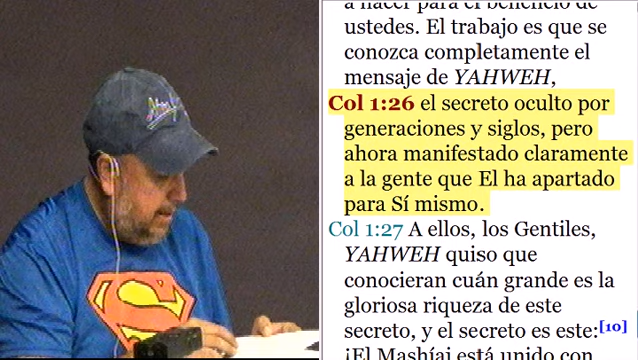 a hacer para el beneficio de
ustedes. El trabajo es que se
conozca completamente el
mensaje de YAHWEH,
Col 1:26 el secreto oculto por
generaciones y siglos, pero
ahora manifestado claramente
a la gente que El ha apartado
para Sí mismo.
Col 1:27 A ellos, los Gentiles,
YAHWEH quiso que
conocieran cuán grande es la
gloriosa riqueza de este
secreto, y el secreto es este:[10]
¡El Mashíaj está unido con